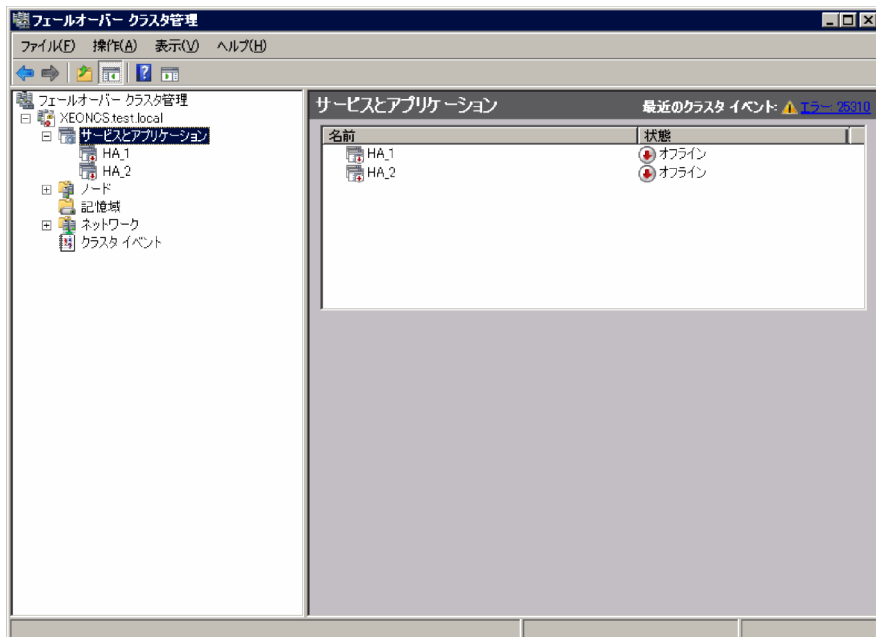 フェールオーバー クラスタ管理
ファイル(F) 操作(A) 表示(V) ヘルプ(H)
フェールオーバー クラスタ管理
XEONCS.test.local
サービスとアプリケーション
HA_1
HA_2
ノード
記憶域
ネットワーク
クラスタ イベント
サービスとアプリケーション 最近のクラスタ イベント: エラー: 25310
名前 状態
HA_1 オフライン
HA_2 オフライン